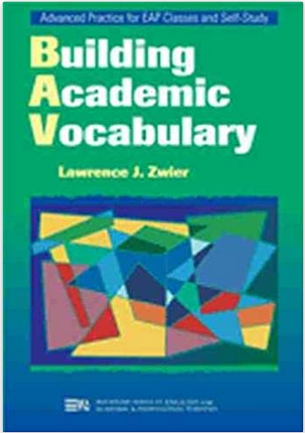 Advanced Practice for EAP Classes and Self-Study
Building
Academic
Vocabulary
Lawrence J. Zwier